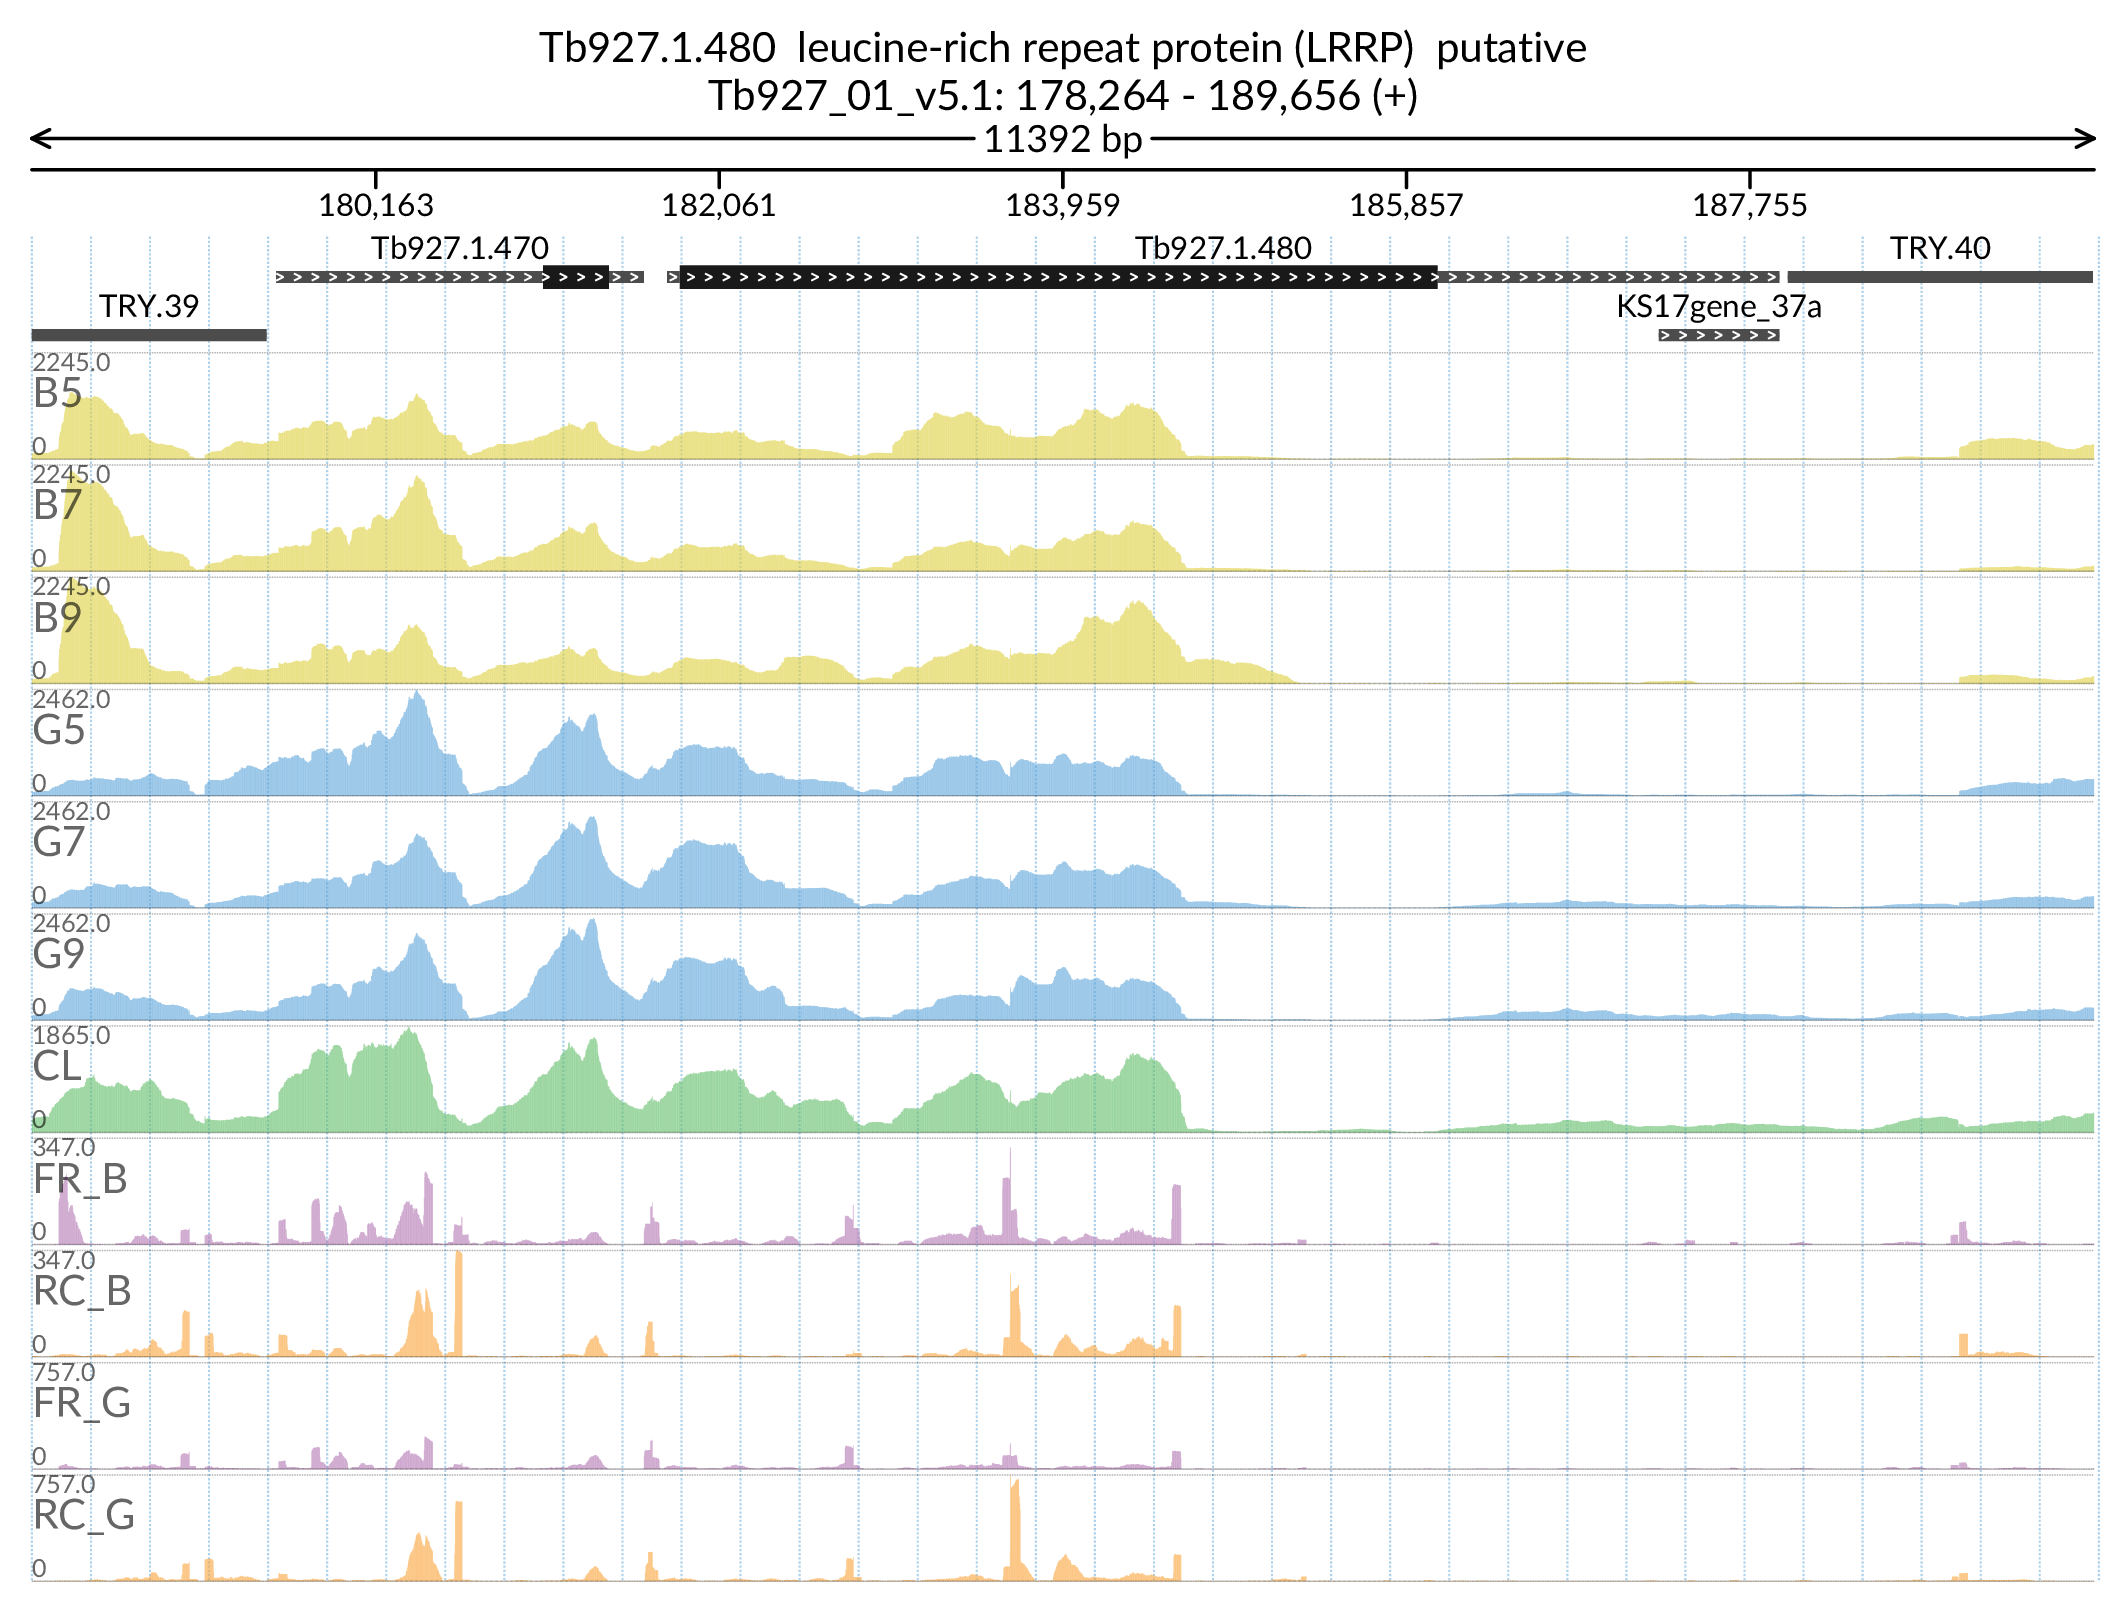 Tb927.1.480 leucine-rich repeat protein (LRRP) putative
Tb927_01_v5.1: 178,264 - 189,656 (+)
11392 bp
180,163 182,061 183,959 185,857 187,755
Tb927.1.470 Tb927.1.480 TRY.40
TRY.39 KS17gene_37a
2245.0
B5
0
2245.0
B7
0
2245.0
B9
0
2462.0
G5
0
2462.0
G7
0
2462.0
G9
0
1865.0
CL
0
347.0
FR_B
0
347.0
RC_B
0
757.0
FR_G
0
757.0
RC_G
0